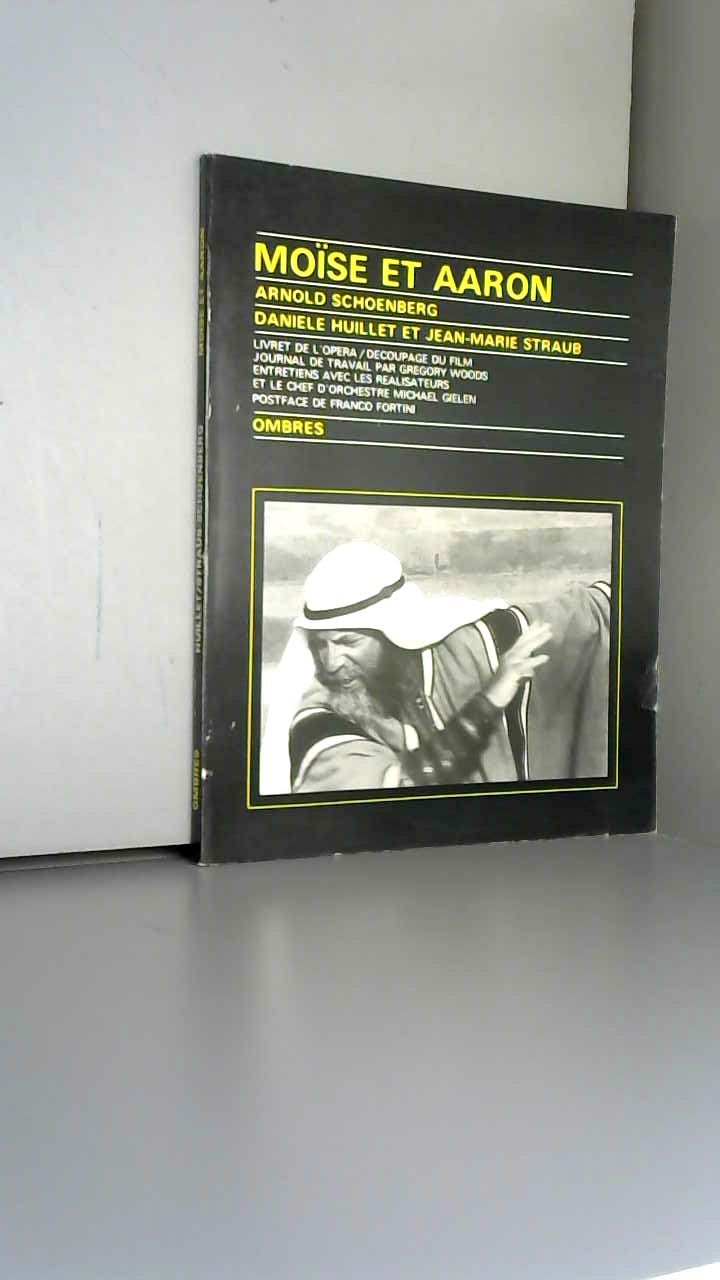 MOÏSE ET AARON
ARNOLD SCHOENBERG
DANIELE HUILLET ET JEAN-MARIE STRAUB
LIVRET DE L'OPERA / DECOUPAGE DU FILM
JOURNAL DE TRAVAIL PAR GREGORY WOODS
ENTRETIENS AVEC LES REALISATEURS
ET LE CHEF D'ORCHESTRE MICHAEL GIELEN
POSTFACE DE FRANCO FORTINI
OMBRES
MOÏSE ET AARON
HUILLET/STRAUB-SCHOENBERG
OMBRES